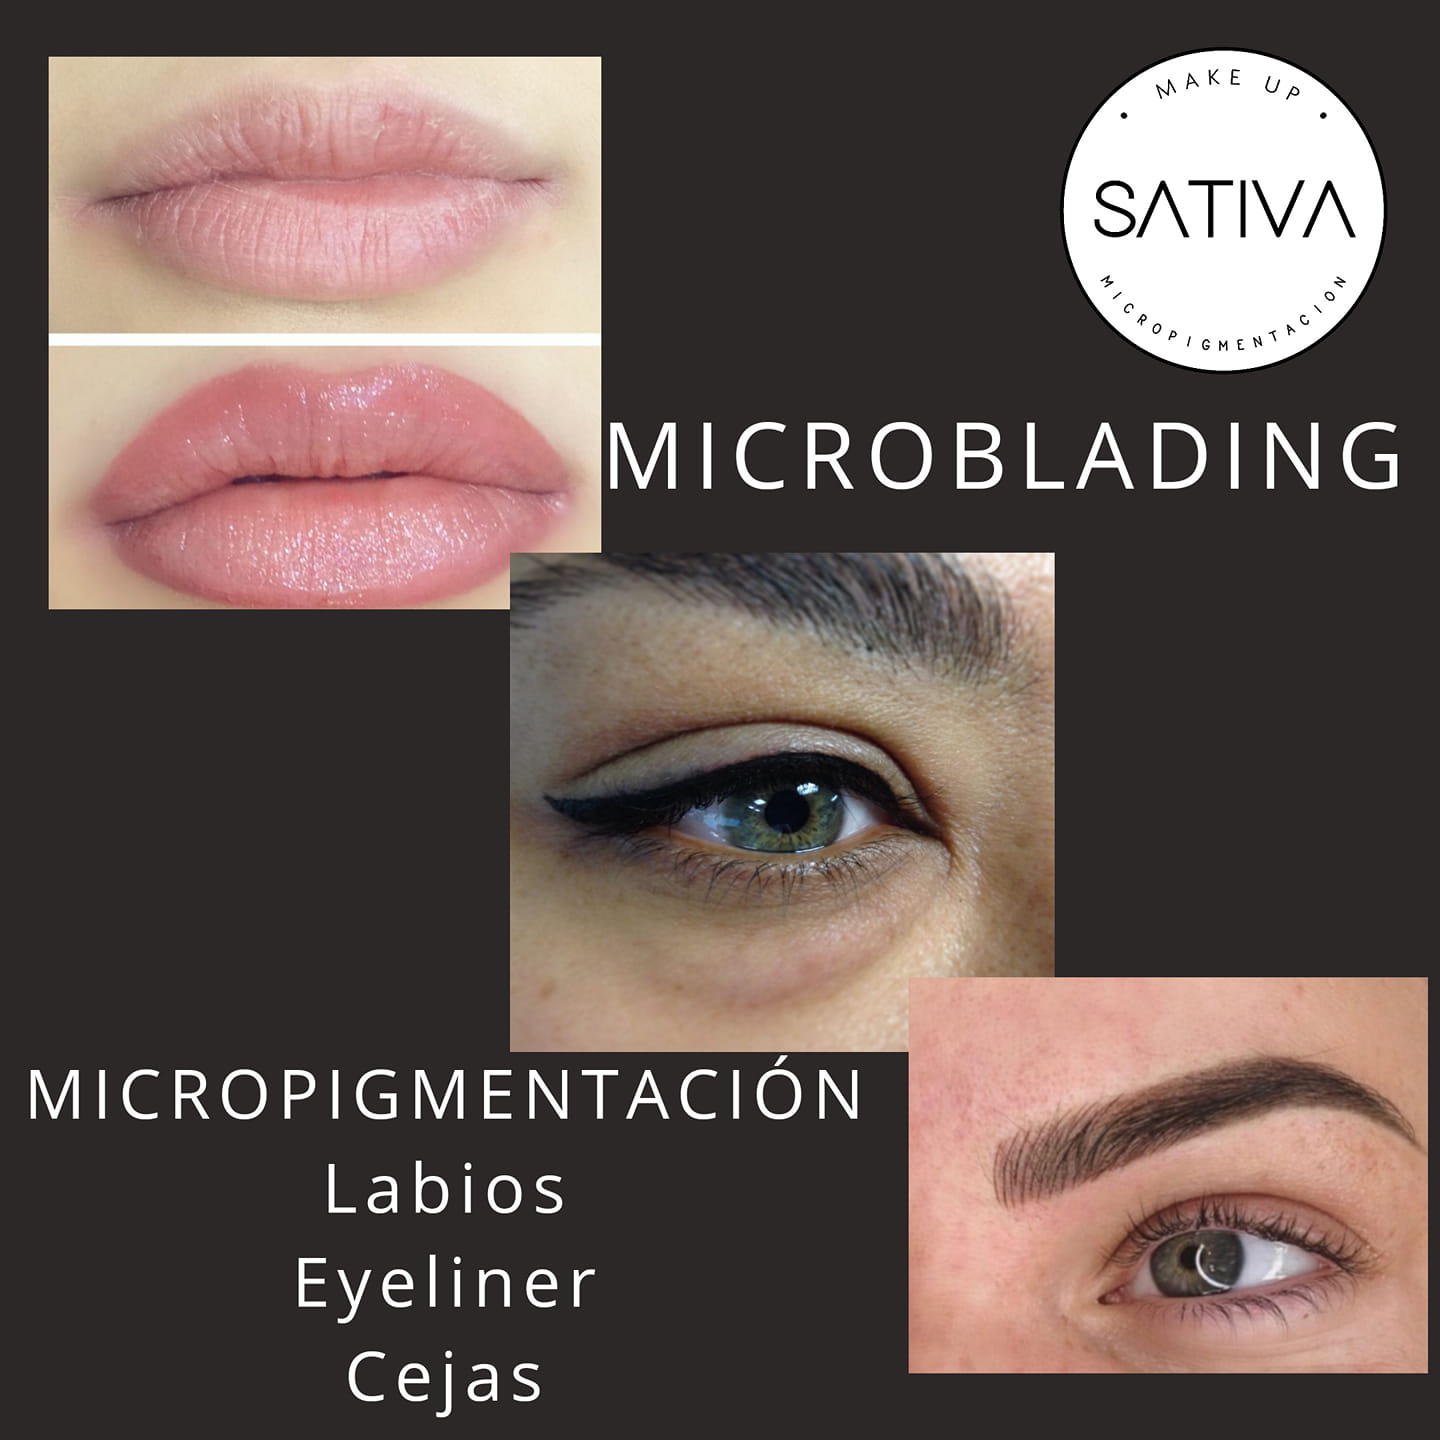 MAKE UP
SATIVA
MICROPIGMENTACION
MICROBLADING
MICROPIGMENTACIÓN
Labios
Eyeliner
Cejas